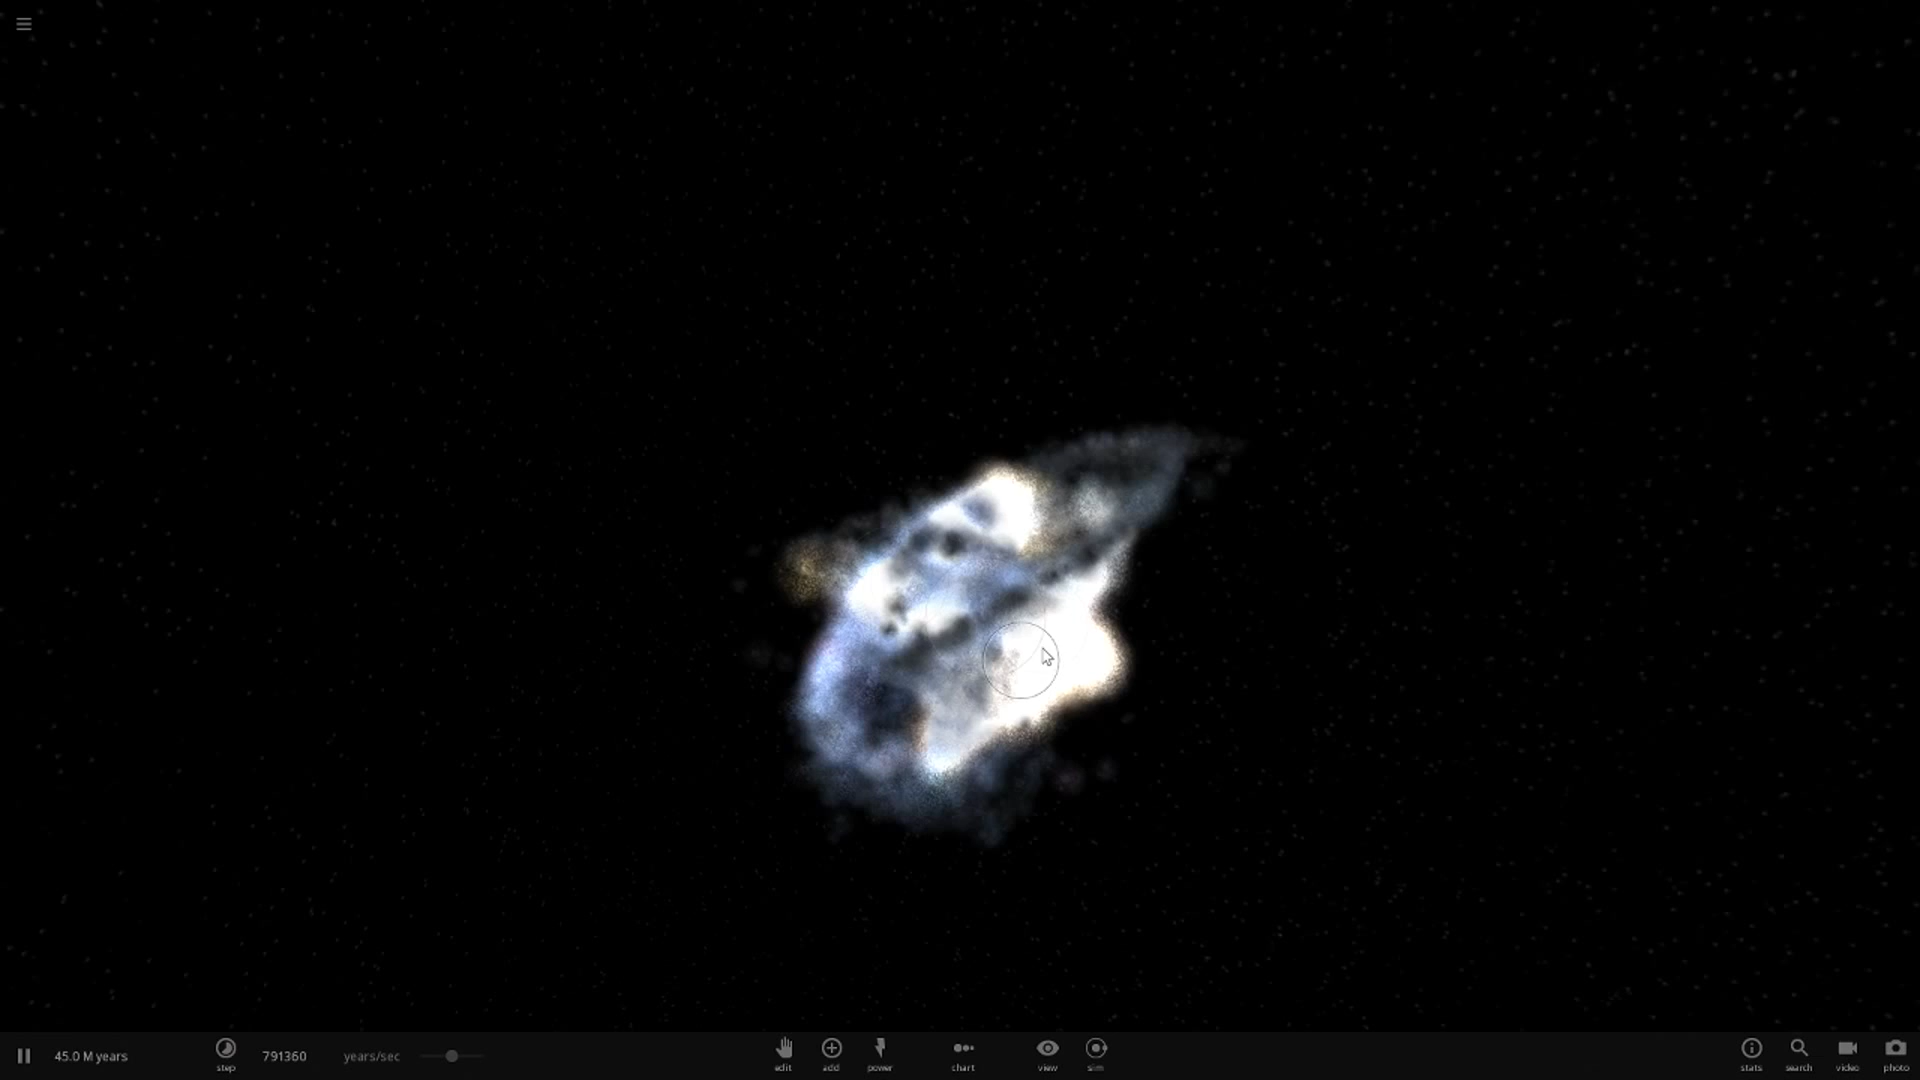 45.0 M years
step
791360 years/sec
edit
add
power
chart
view
sim
stats
search
video
photo